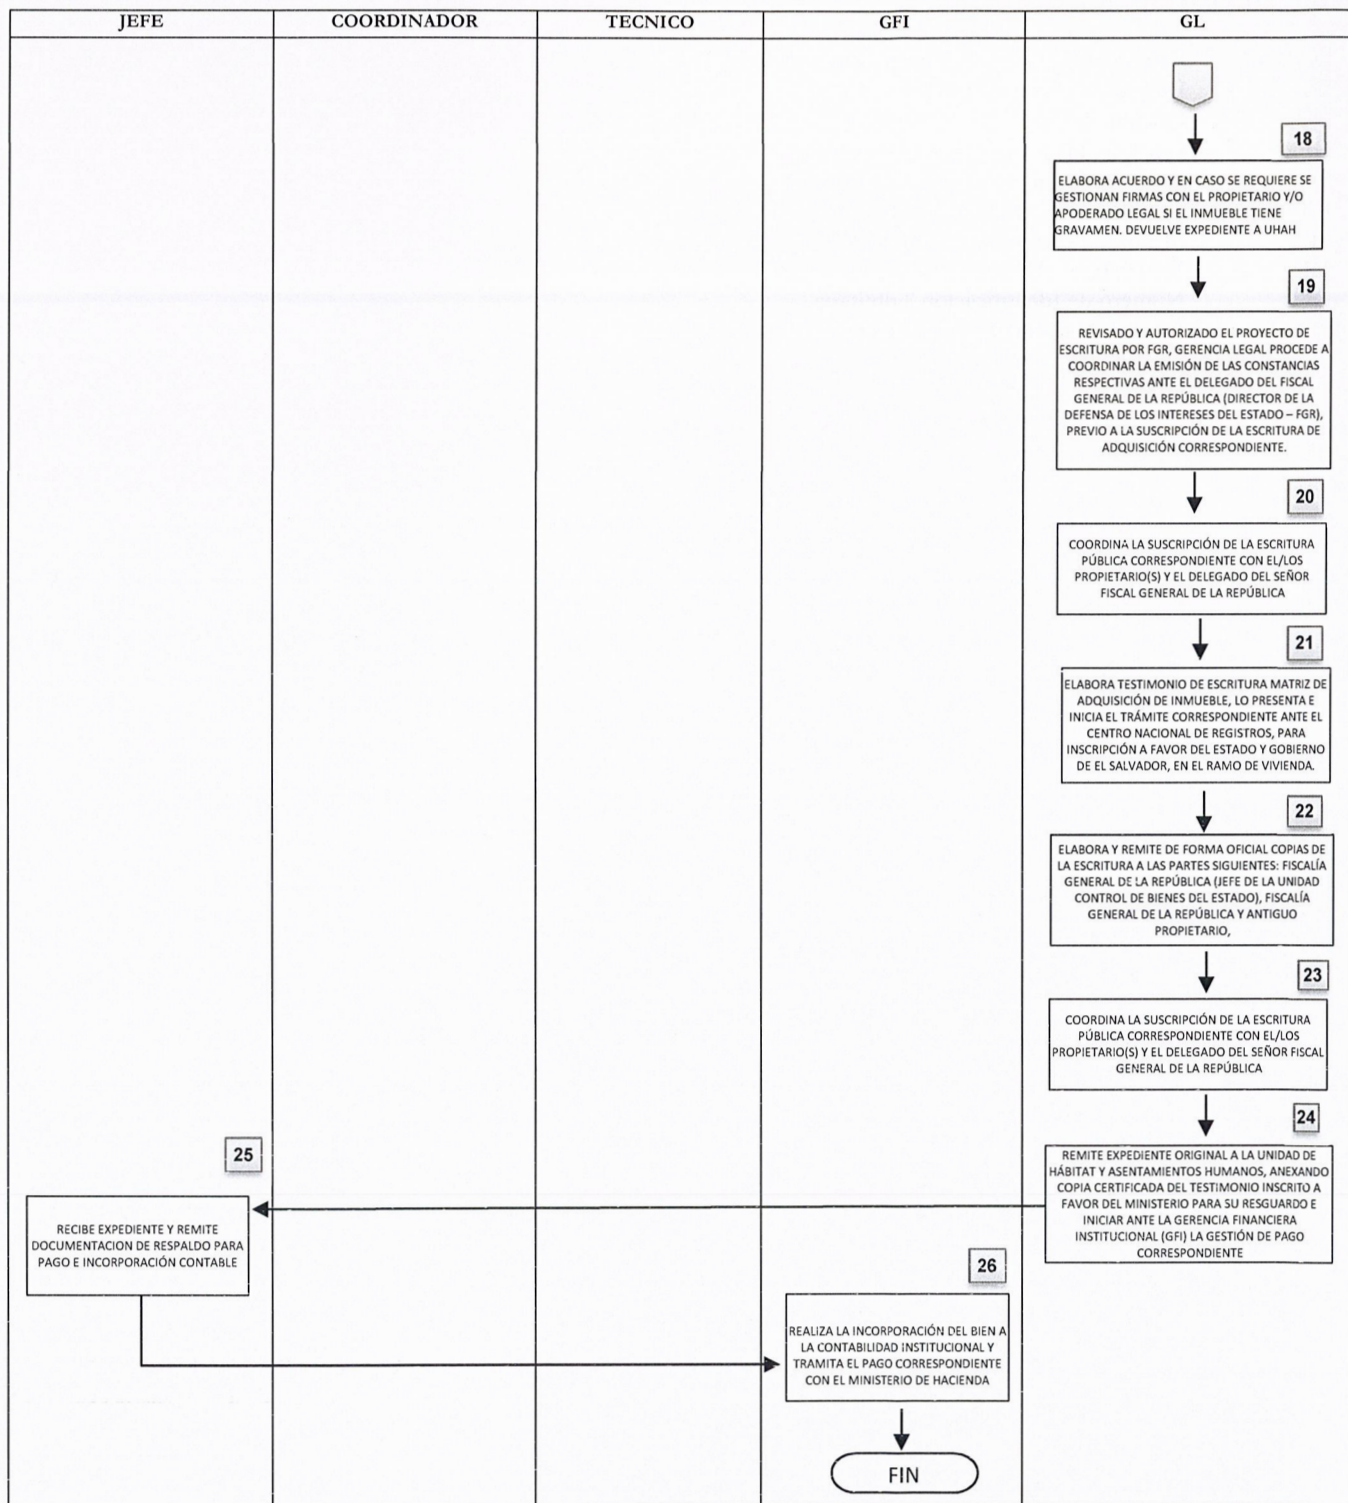 JEFE COORDINADOR TECNICO GFI GL
18
ELABORA ACUERDO Y EN CASO SE REQUIERE SE
GESTIONAN FIRMAS CON EL PROPIETARIO Y/O
APODERADO LEGAL SI EL INMUEBLE TIENE
GRAVAMEN. DEVUELVE EXPEDIENTE A UHAH
19
REVISADO Y AUTORIZADO EL PROYECTO DE
ESCRITURA POR FGR, GERENCIA LEGAL PROCEDE A
COORDINAR LA EMISIÓN DE LAS CONSTANCIAS
RESPECTIVAS ANTE EL DELEGADO DEL FISCAL
GENERAL DE LA REPÚBLICA (DIRECTOR DE LA
DEFENSA DE LOS INTERESES DEL ESTADO – FGR),
PREVIO A LA SUSCRIPCIÓN DE LA ESCRITURA DE
ADQUISICIÓN CORRESPONDIENTE.
20
COORDINA LA SUSCRIPCIÓN DE LA ESCRITURA
PÚBLICA CORRESPONDIENTE CON EL/LOS
PROPIETARIO(S) Y EL DELEGADO DEL SEÑOR
FISCAL GENERAL DE LA REPÚBLICA
21
ELABORA TESTIMONIO DE ESCRITURA MATRIZ DE
ADQUISICIÓN DE INMUEBLE, LO PRESENTA E
INICIA EL TRÁMITE CORRESPONDIENTE ANTE EL
CENTRO NACIONAL DE REGISTROS, PARA
INSCRIPCIÓN A FAVOR DEL ESTADO Y GOBIERNO
DE EL SALVADOR, EN EL RAMO DE VIVIENDA.
22
ELABORA Y REMITE DE FORMA OFICIAL COPIAS DE
LA ESCRITURA A LAS PARTES SIGUIENTES: FISCALÍA
GENERAL DE LA REPÚBLICA (JEFE DE LA UNIDAD
CONTROL DE BIENES DEL ESTADO), FISCALÍA
GENERAL DE LA REPÚBLICA Y ANTIGUO
PROPIETARIO,
23
COORDINA LA SUSCRIPCIÓN DE LA ESCRITURA
PÚBLICA CORRESPONDIENTE CON EL/LOS
PROPIETARIO(S) Y EL DELEGADO DEL SEÑOR FISCAL
GENERAL DE LA REPÚBLICA
24
REMITE EXPEDIENTE ORIGINAL A LA UNIDAD DE
HÁBITAT Y ASENTAMIENTOS HUMANOS, ANEXANDO
COPIA CERTIFICADA DEL TESTIMONIO INSCRITO A
FAVOR DEL MINISTERIO PARA SU RESGUARDO E
INICIAR ANTE LA GERENCIA FINANCIERA
INSTITUCIONAL (GFI) LA GESTIÓN DE PAGO
CORRESPONDIENTE
25
RECIBE EXPEDIENTE Y REMITE
DOCUMENTACION DE RESPALDO PARA
PAGO E INCORPORACIÓN CONTABLE
26
REALIZA LA INCORPORACIÓN DEL BIEN A
LA CONTABILIDAD INSTITUCIONAL Y
TRAMITA EL PAGO CORRESPONDIENTE
CON EL MINISTERIO DE HACIENDA
FIN